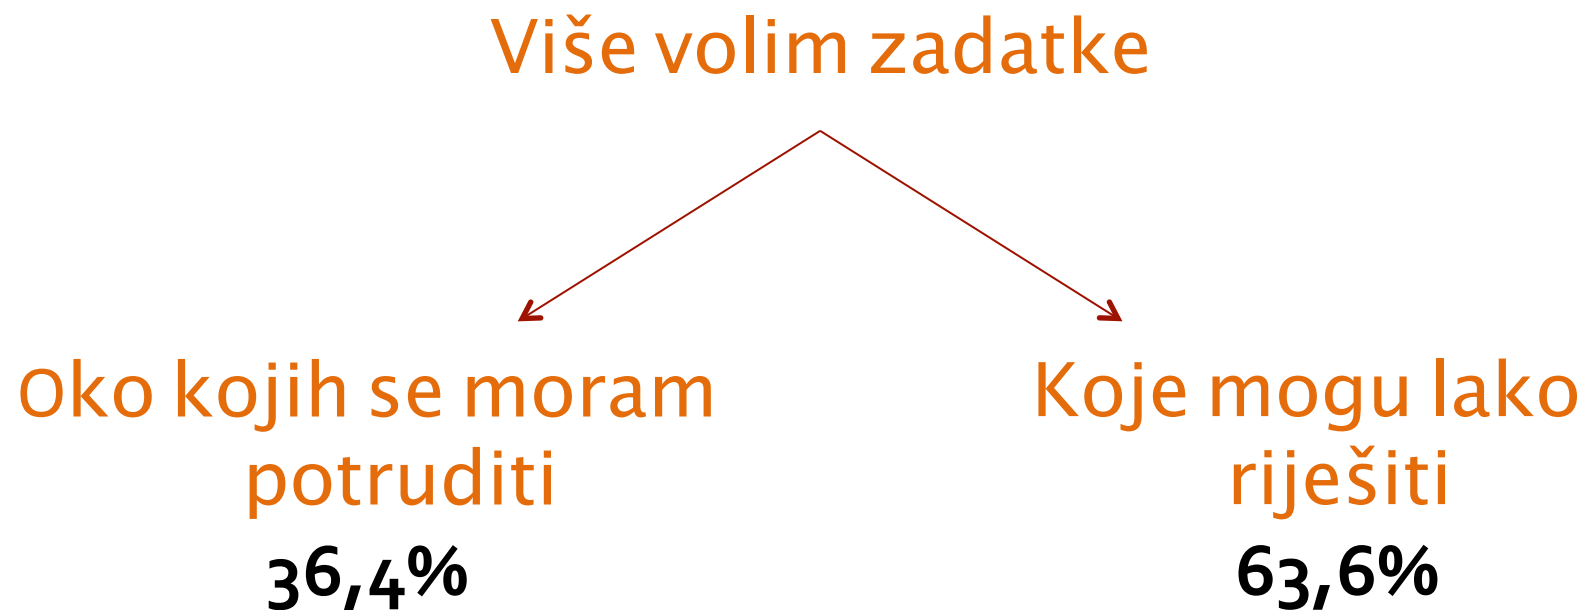 Više volim zadatke
Oko kojih se moram
potruditi
36,4%
Koje mogu lako
riješiti
63,6%